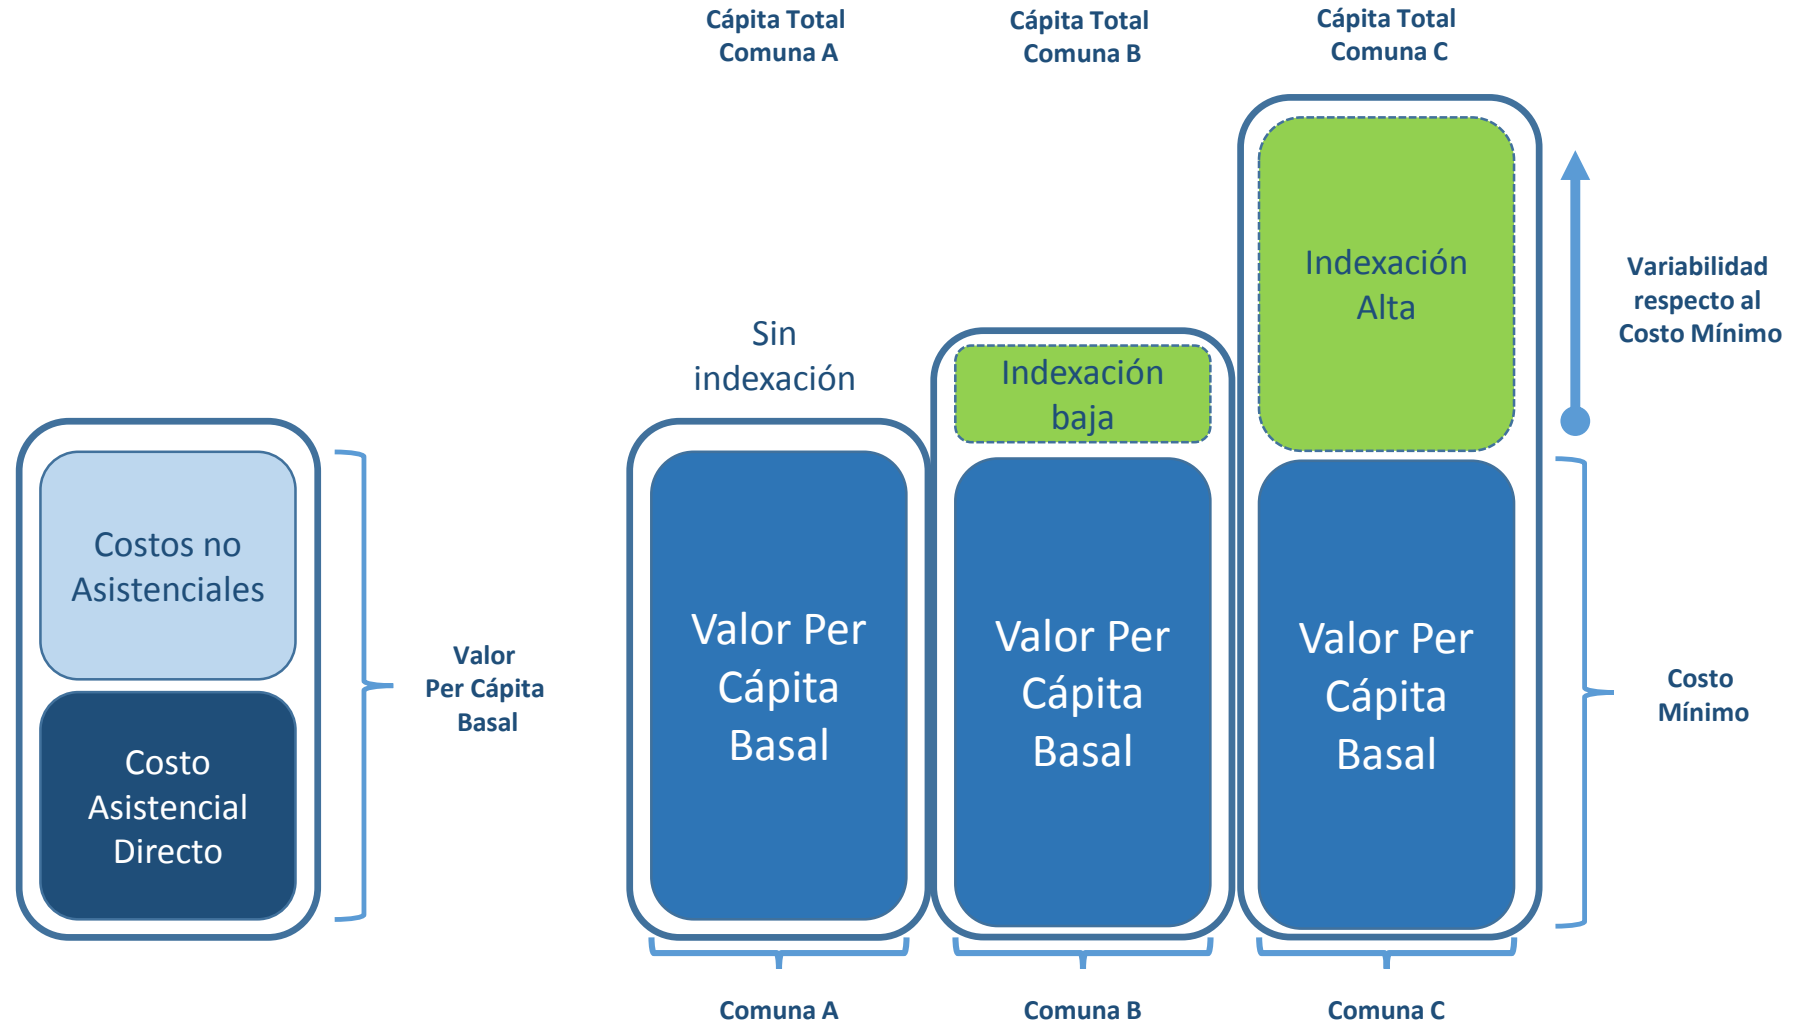 Cápita Total
Comuna A
Cápita Total
Comuna B
Cápita Total
Comuna C
Costos no
Asistenciales
Costo
Asistencial
Directo
Valor
Per Cápita
Basal
Sin
indexación
Valor Per
Cápita
Basal
Indexación
baja
Valor Per
Cápita
Basal
Indexación
Alta
Valor Per
Cápita
Basal
Variabilidad
respecto al
Costo Mínimo
Costo
Mínimo
Comuna A
Comuna B
Comuna C